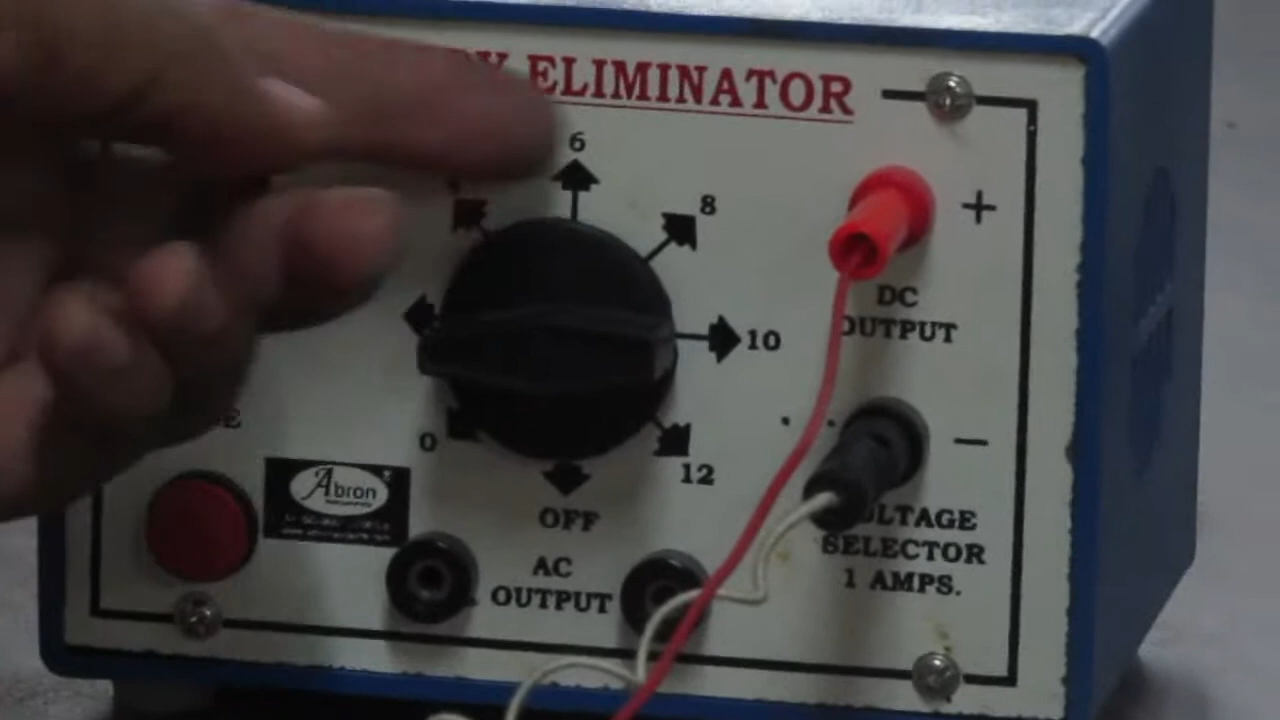 ELIMINATOR
6
8
+
DC
OUTPUT
10
0
12
−
Abron
OFF
VOLTAGE
SELECTOR
1 AMPS.
AC
OUTPUT